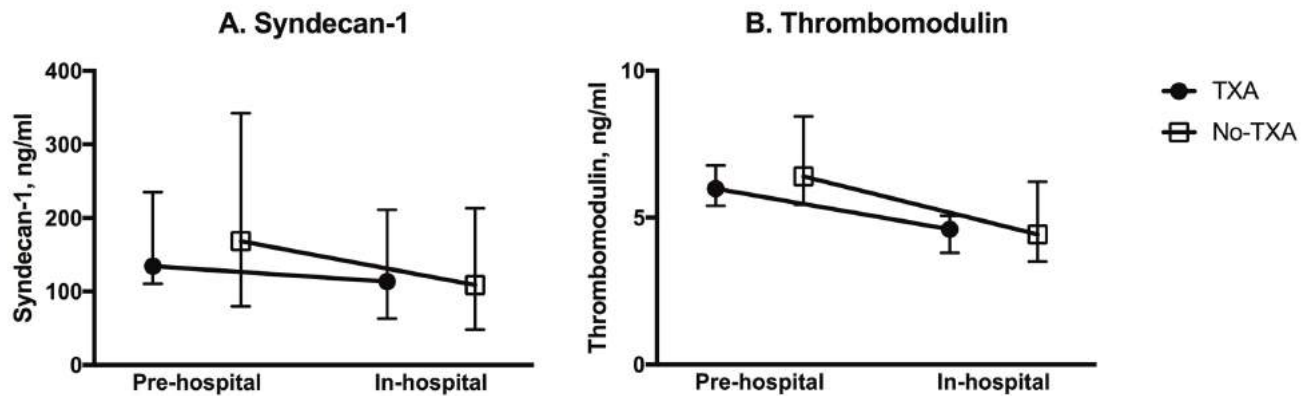 A. Syndecan-1
400
300
200
100
0
Syndecan-1, ng/ml
Pre-hospital
In-hospital
B. Thrombomodulin
10
5
0
Thrombomodulin, ng/ml
Pre-hospital
In-hospital
TXA
No-TXA